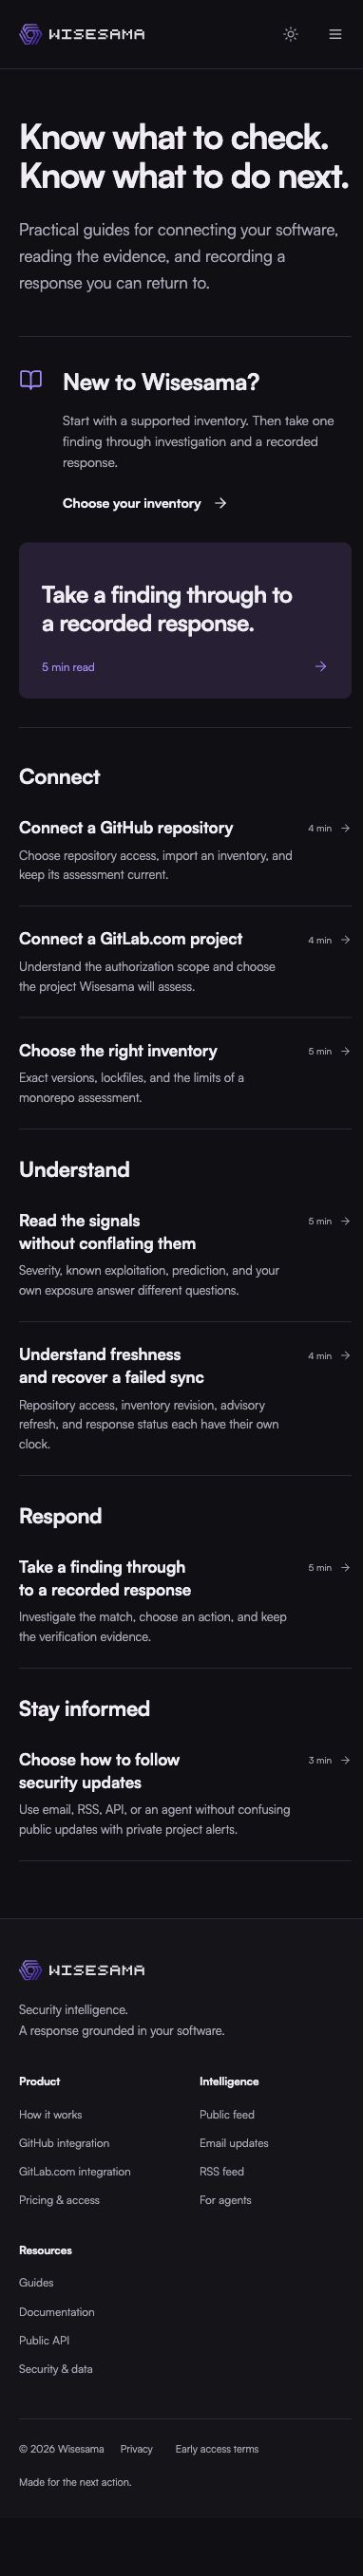 WISESAMA
Know what to check.
Know what to do next.
Practical guides for connecting your software,
reading the evidence, and recording a
response you can return to.
New to Wisesama?
Start with a supported inventory. Then take one
finding through investigation and a recorded
response.
Choose your inventory
Take a finding through to
a recorded response.
5 min read
Connect
Connect a GitHub repository
4 min
Choose repository access, import an inventory, and
keep its assessment current.
Connect a GitLab.com project
4 min
Understand the authorization scope and choose
the project Wisesama will assess.
Choose the right inventory
5 min
Exact versions, lockfiles, and the limits of a
monorepo assessment.
Understand
Read the signals
5 min
without conflating them
Severity, known exploitation, prediction, and your
own exposure answer different questions.
Understand freshness
4 min
and recover a failed sync
Repository access, inventory revision, advisory
refresh, and response status each have their own
clock.
Respond
Take a finding through
5 min
to a recorded response
Investigate the match, choose an action, and keep
the verification evidence.
Stay informed
Choose how to follow
3 min
security updates
Use email, RSS, API, or an agent without confusing
public updates with private project alerts.
WISESAMA
Security intelligence.
A response grounded in your software.
Product
How it works
GitHub integration
GitLab.com integration
Pricing & access
Intelligence
Public feed
Email updates
RSS feed
For agents
Resources
Guides
Documentation
Public API
Security & data
© 2026 Wisesama Privacy Early access terms
Made for the next action.